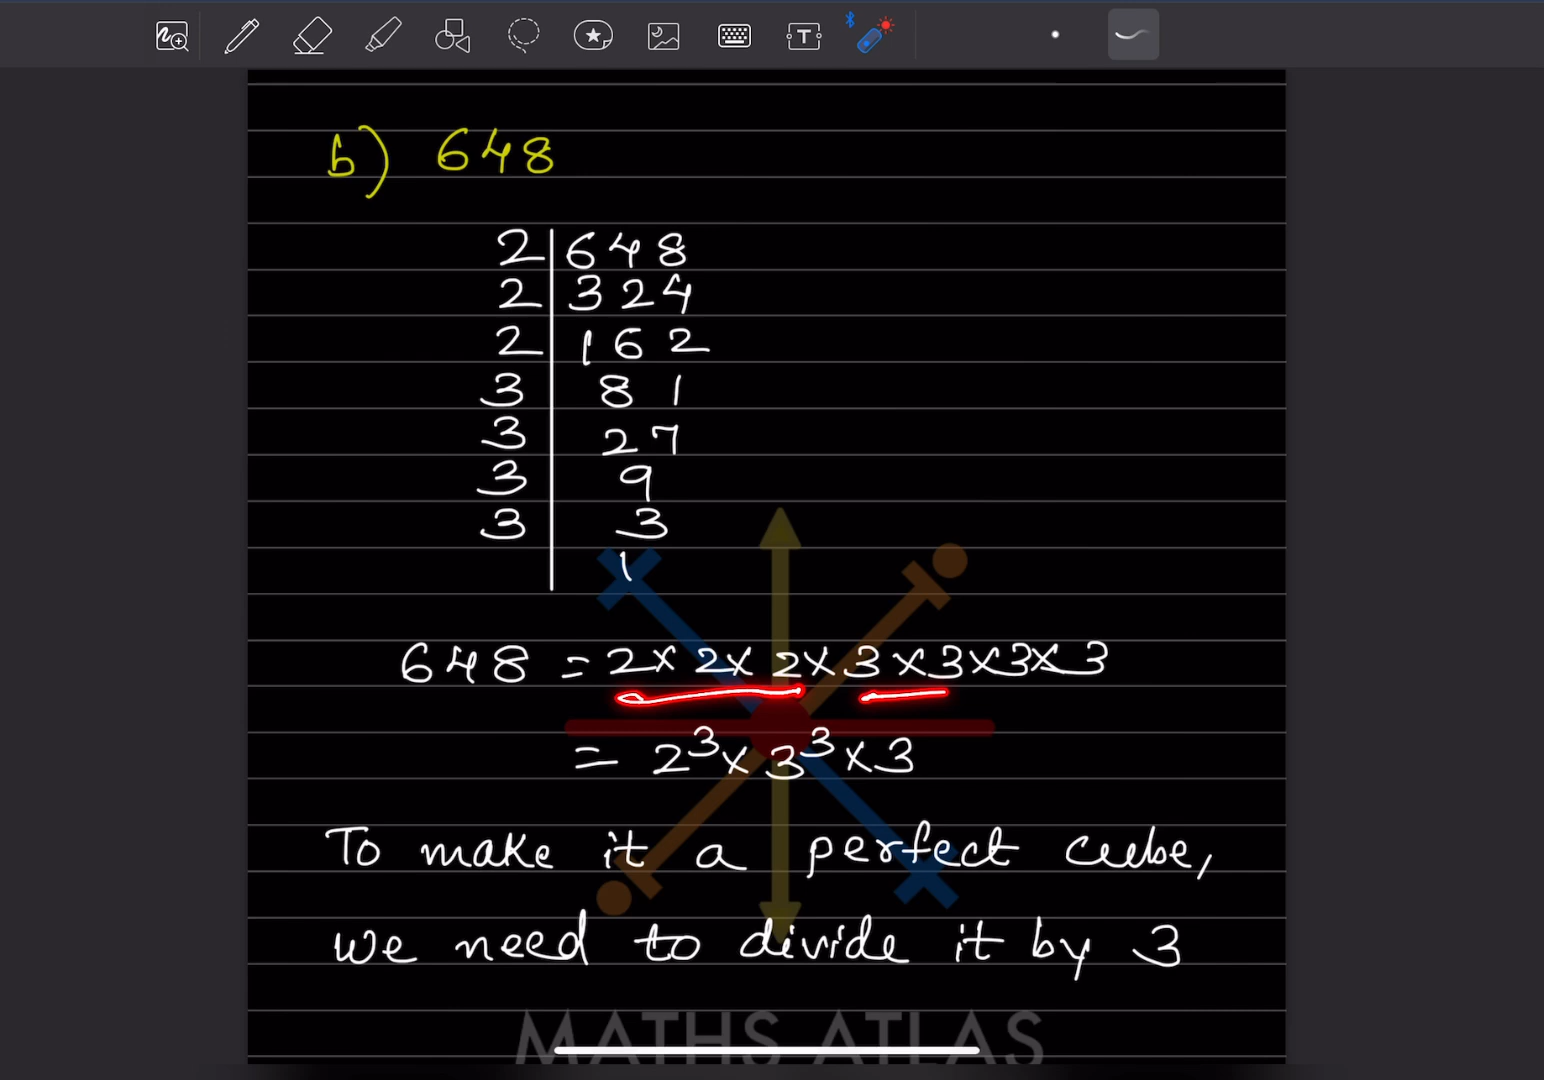 b) 648
2 | 648
2 | 324
2 | 162
3 | 81
3 | 27
3 | 9
3 | 3
1
648 = 2 × 2 × 2 × 3 × 3 × 3 × 3
= 2³ × 3³ × 3
To make it a perfect cube,
we need to divide it by 3
MATHS ATLAS